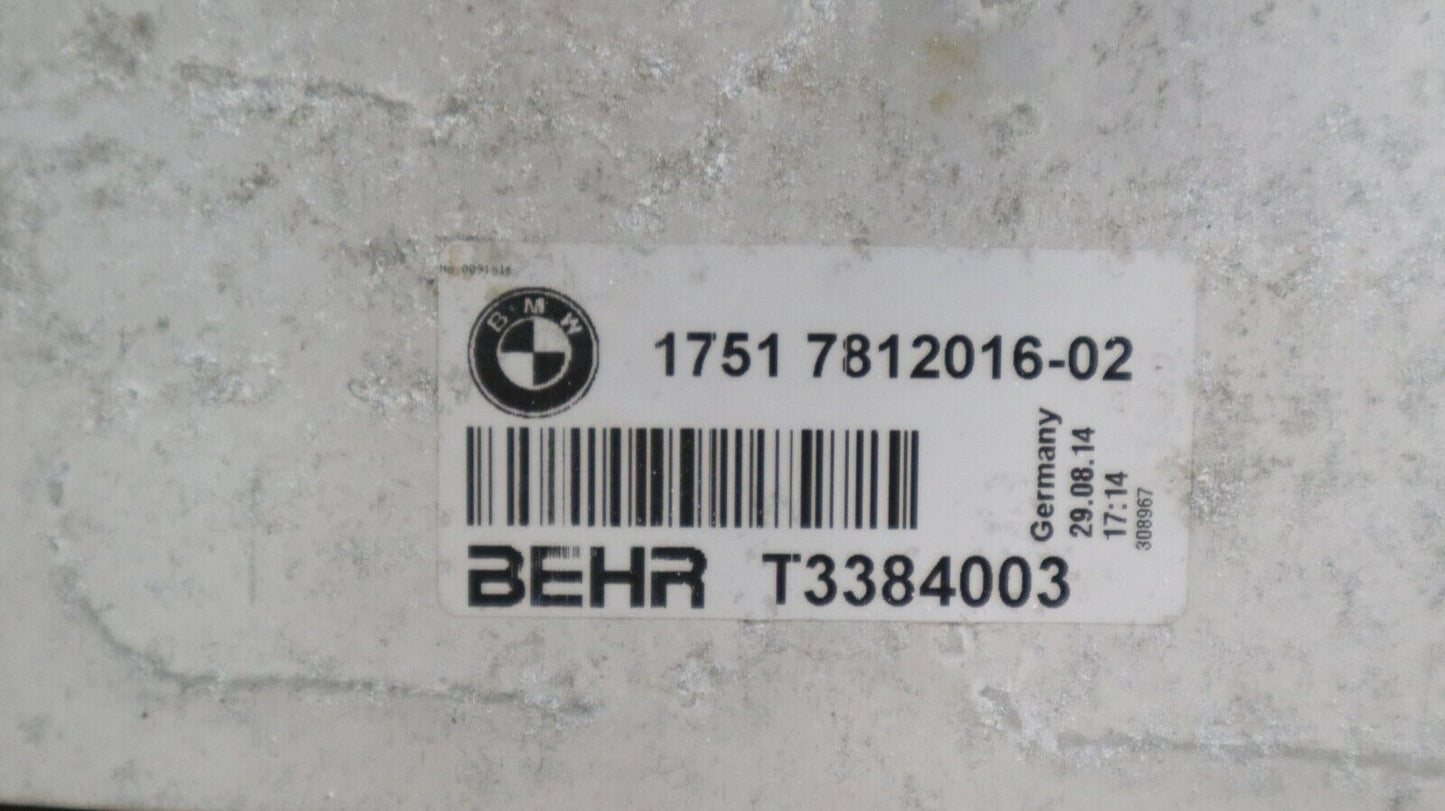 BMW
1751 7812016-02
Germany
29.08.14
17:14
308967
BEHR T3384003